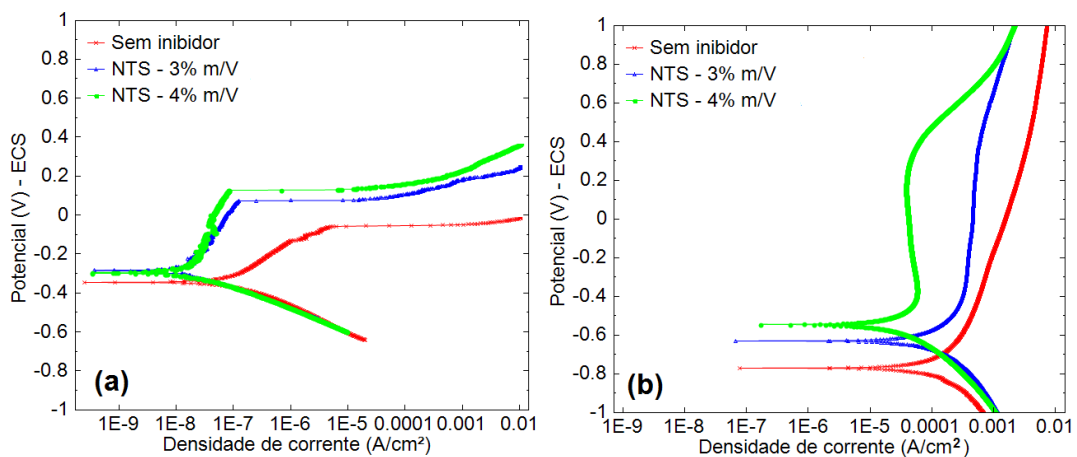 1
0.8
0.6
0.4
0.2
0
-0.2
-0.4
-0.6
-0.8
-1
Potencial (V) - ECS
Sem inibidor
NTS - 3% m/V
NTS - 4% m/V
(a)
1E-9 1E-8 1E-7 1E-6 1E-5 0.0001 0.001 0.01
Densidade de corrente (A/cm²)
1
0.8
0.6
0.4
0.2
0
-0.2
-0.4
-0.6
-0.8
-1
Potencial (V) - ECS
Sem inibidor
NTS - 3% m/V
NTS - 4% m/V
(b)
1E-9 1E-8 1E-7 1E-6 1E-5 0.0001 0.001 0.01
Densidade de corrente (A/cm²)